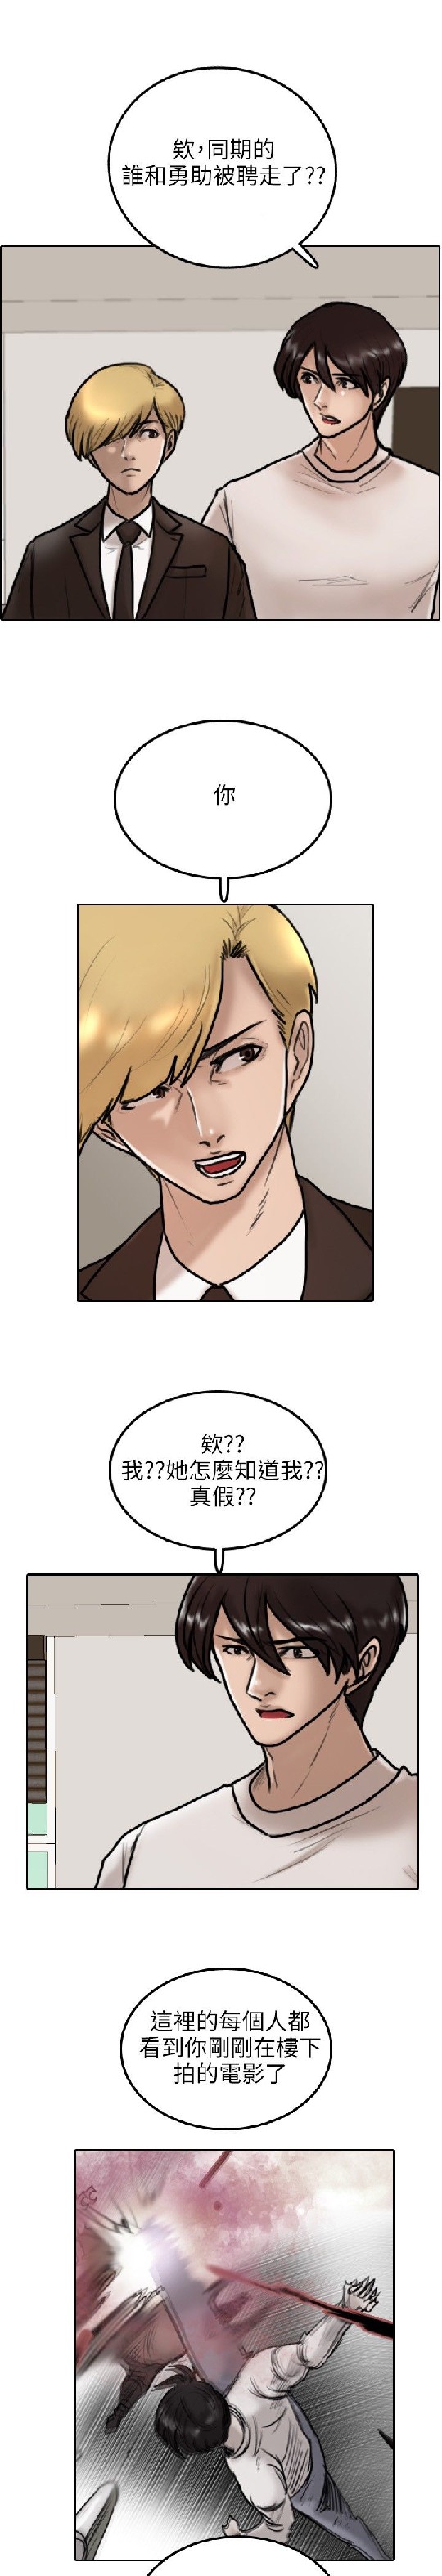 欸，同期的
誰和勇助被聘走了??
你
欸??
我??她怎麼知道我??
真假??
這裡的每個人都
看到你剛剛在樓下
拍的電影了